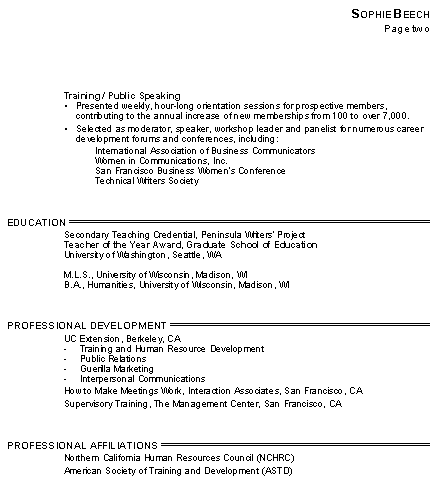 SOPHIE BEECH
Page two
Training / Public Speaking
• Presented weekly, hour-long orientation sessions for prospective members,
contributing to the annual increase of new memberships from 100 to over 7,000.
• Selected as moderator, speaker, workshop leader and panelist for numerous career
development forums and conferences, including:
International Association of Business Communicators
Women in Communications, Inc.
San Francisco Business Women's Conference
Technical Writers Society
EDUCATION
Secondary Teaching Credential, Peninsula Writers' Project
Teacher of the Year Award, Graduate School of Education
University of Washington, Seattle, WA
M.L.S., University of Wisconsin, Madison, WI
B.A., Humanities, University of Wisconsin, Madison, WI
PROFESSIONAL DEVELOPMENT
UC Extension, Berkeley, CA
- Training and Human Resource Development
- Public Relations
- Guerilla Marketing
- Interpersonal Communications
How to Make Meetings Work, Interaction Associates, San Francisco, CA
Supervisory Training, The Management Center, San Francisco, CA
PROFESSIONAL AFFILIATIONS
Northern California Human Resources Council (NCHRC)
American Society of Training and Development (ASTD)